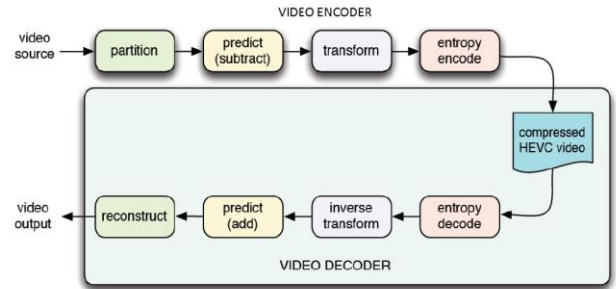 VIDEO ENCODER
video
source
partition
predict
(subtract)
transform
entropy
encode
compressed
HEVC video
video
output
reconstruct
predict
(add)
inverse
transform
entropy
decode
VIDEO DECODER